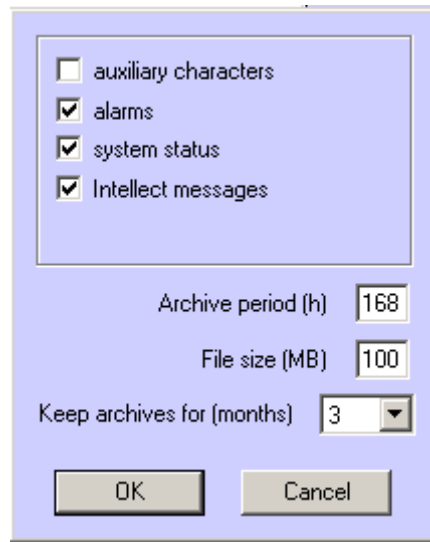 auxiliary characters
alarms
system status
Intellect messages
Archive period (h) 168
File size (MB) 100
Keep archives for (months) 3
OK Cancel